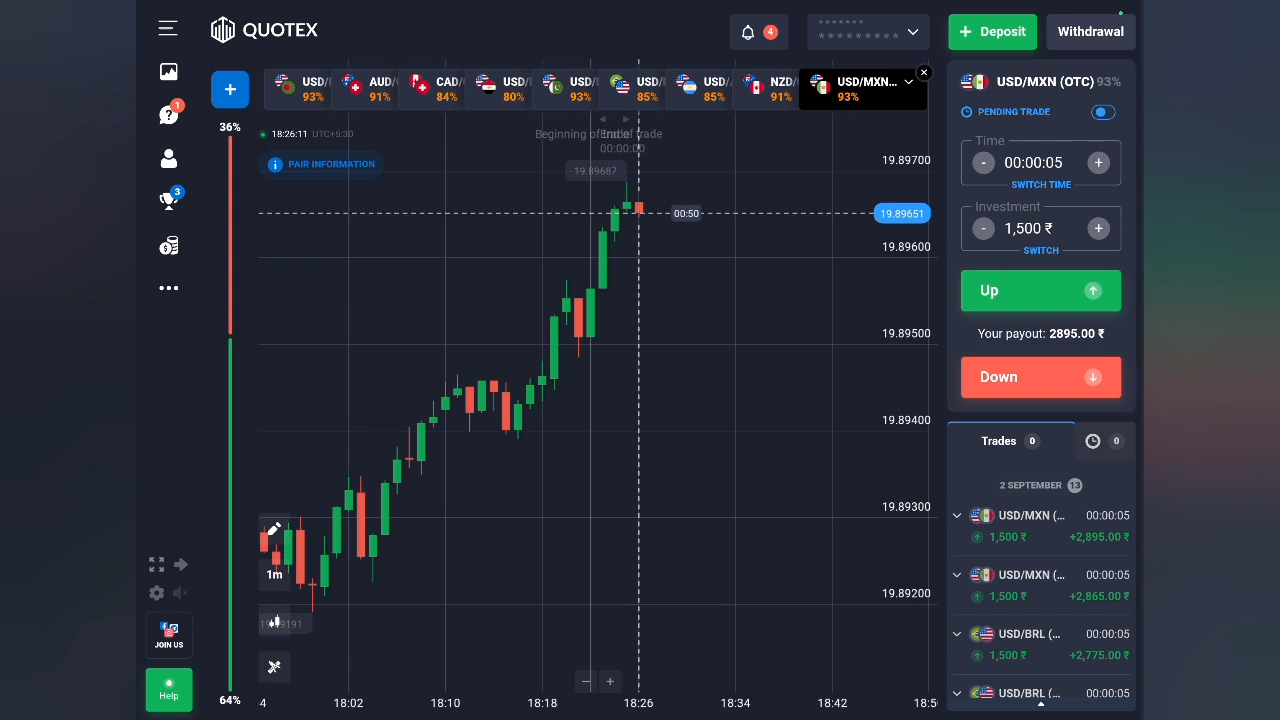 QUOTEX
4
*******
*********
+ Deposit
Withdrawal
+
USD/
93%
AUD/
91%
CAD/
84%
USD/
80%
USD/
93%
USD/
85%
USD/
85%
NZD/
91%
USD/MXN...
93%
36%
18:26:11 UTC+5:30
PAIR INFORMATION
Beginning of
End of trade
00:00:00
19.89687
00:50
19.89700
19.89651
19.89600
19.89500
19.89400
19.89300
19.89200
1m
64%
4
18:02
18:10
18:18
18:26
18:34
18:42
18:5
1
3
JOIN US
Help
USD/MXN (OTC) 93%
PENDING TRADE
Time
- 00:00:05 +
SWITCH TIME
Investment
- 1,500 ₹ +
SWITCH
Up
Your payout: 2895.00 ₹
Down
Trades 0
0
2 SEPTEMBER 13
USD/MXN (... 00:00:05
1,500 ₹ +2,895.00 ₹
USD/MXN (... 00:00:05
1,500 ₹ +2,865.00 ₹
USD/BRL (... 00:00:05
1,500 ₹ +2,775.00 ₹
USD/BRL (... 00:00:05